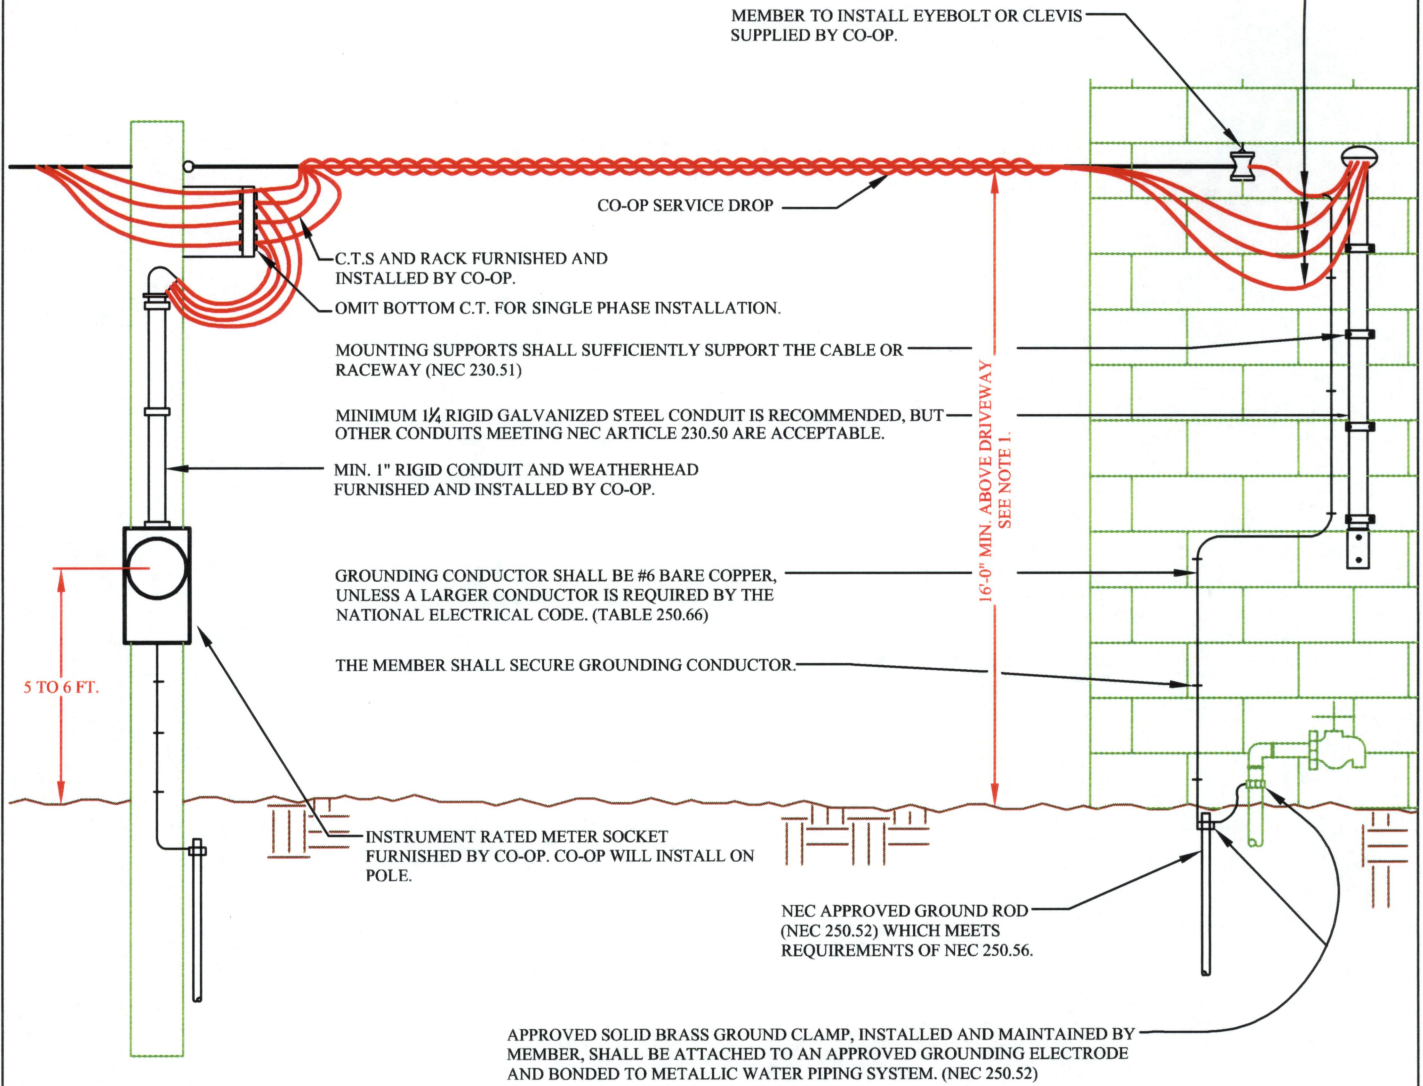 MEMBER TO INSTALL EYEBOLT OR CLEVIS
SUPPLIED BY CO-OP.
CO-OP SERVICE DROP
C.T.S AND RACK FURNISHED AND
INSTALLED BY CO-OP.
OMIT BOTTOM C.T. FOR SINGLE PHASE INSTALLATION.
MOUNTING SUPPORTS SHALL SUFFICIENTLY SUPPORT THE CABLE OR
RACEWAY (NEC 230.51)
MINIMUM 1¼ RIGID GALVANIZED STEEL CONDUIT IS RECOMMENDED, BUT
OTHER CONDUITS MEETING NEC ARTICLE 230.50 ARE ACCEPTABLE.
MIN. 1" RIGID CONDUIT AND WEATHERHEAD
FURNISHED AND INSTALLED BY CO-OP.
16'-0" MIN. ABOVE DRIVEWAY
SEE NOTE 1.
GROUNDING CONDUCTOR SHALL BE #6 BARE COPPER,
UNLESS A LARGER CONDUCTOR IS REQUIRED BY THE
NATIONAL ELECTRICAL CODE. (TABLE 250.66)
THE MEMBER SHALL SECURE GROUNDING CONDUCTOR.
5 TO 6 FT.
INSTRUMENT RATED METER SOCKET
FURNISHED BY CO-OP. CO-OP WILL INSTALL ON
POLE.
NEC APPROVED GROUND ROD
(NEC 250.52) WHICH MEETS
REQUIREMENTS OF NEC 250.56.
APPROVED SOLID BRASS GROUND CLAMP, INSTALLED AND MAINTAINED BY
MEMBER, SHALL BE ATTACHED TO AN APPROVED GROUNDING ELECTRODE
AND BONDED TO METALLIC WATER PIPING SYSTEM. (NEC 250.52)